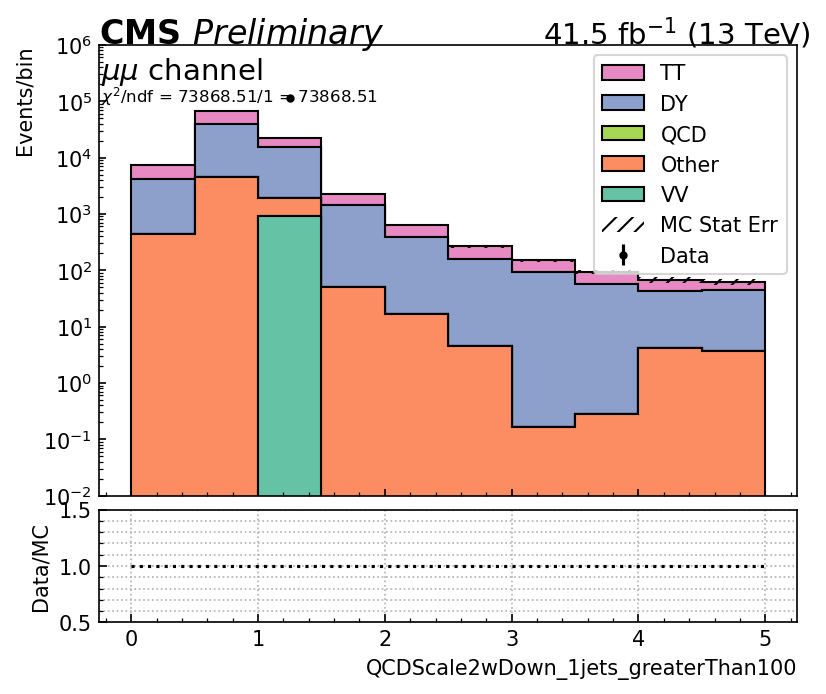 CMS Preliminary 41.5 fb⁻¹ (13 TeV)
μμ channel
χ²/ndf = 73868.51/1 = 73868.51
Events/bin
10⁶
10⁵
10⁴
10³
10²
10¹
10⁰
10⁻¹
10⁻²
TT
DY
QCD
Other
VV
MC Stat Err
Data
Data/MC
1.5
1.0
0.5
0 1 2 3 4 5
QCDScale2wDown_1jets_greaterThan100